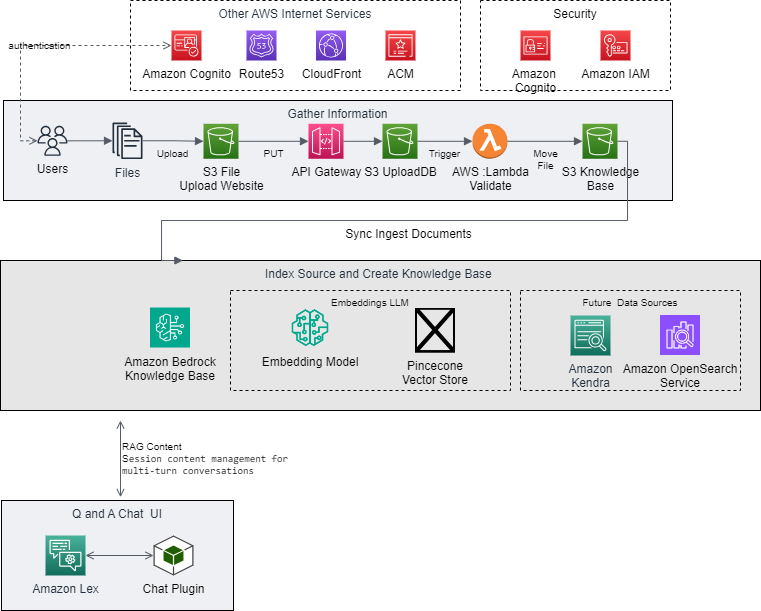 Other AWS Internet Services
Security
authentication
53
Amazon Cognito
Route53
CloudFront
ACM
Amazon
Cognito
Amazon IAM
Gather Information
Users
Files
Upload
S3 File
Upload Website
PUT
API Gateway
S3 UploadDB
Trigger
AWS :Lambda
Validate
Move
File
S3 Knowledge
Base
Sync Ingest Documents
Index Source and Create Knowledge Base
Embeddings LLM
Future Data Sources
Amazon Bedrock
Knowledge Base
Embedding Model
Pincecone
Vector Store
Amazon
Kendra
Amazon OpenSearch
Service
RAG Content
Session content management for
multi-turn conversations
Q and A Chat UI
Amazon Lex
Chat Plugin